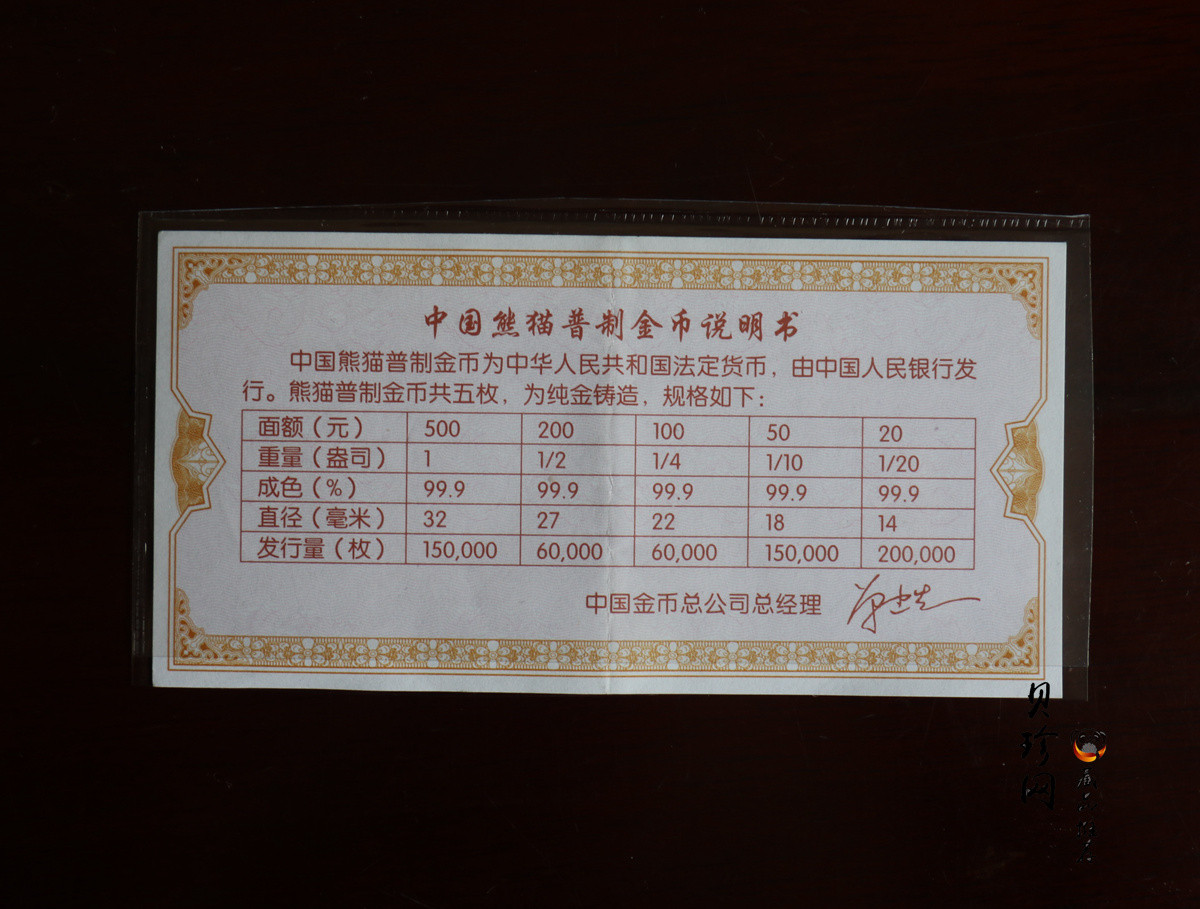 中国熊猫普制金币说明书
中国熊猫普制金币为中华人民共和国法定货币，由中国人民银行发
行。熊猫普制金币共五枚，为纯金铸造，规格如下：
面额（元） 500 200 100 50 20
重量（盎司） 1 1/2 1/4 1/10 1/20
成色（%） 99.9 99.9 99.9 99.9 99.9
直径（毫米） 32 27 22 18 14
发行量（枚） 150,000 60,000 60,000 150,000 200,000
中国金币总公司总经理
贝珍网